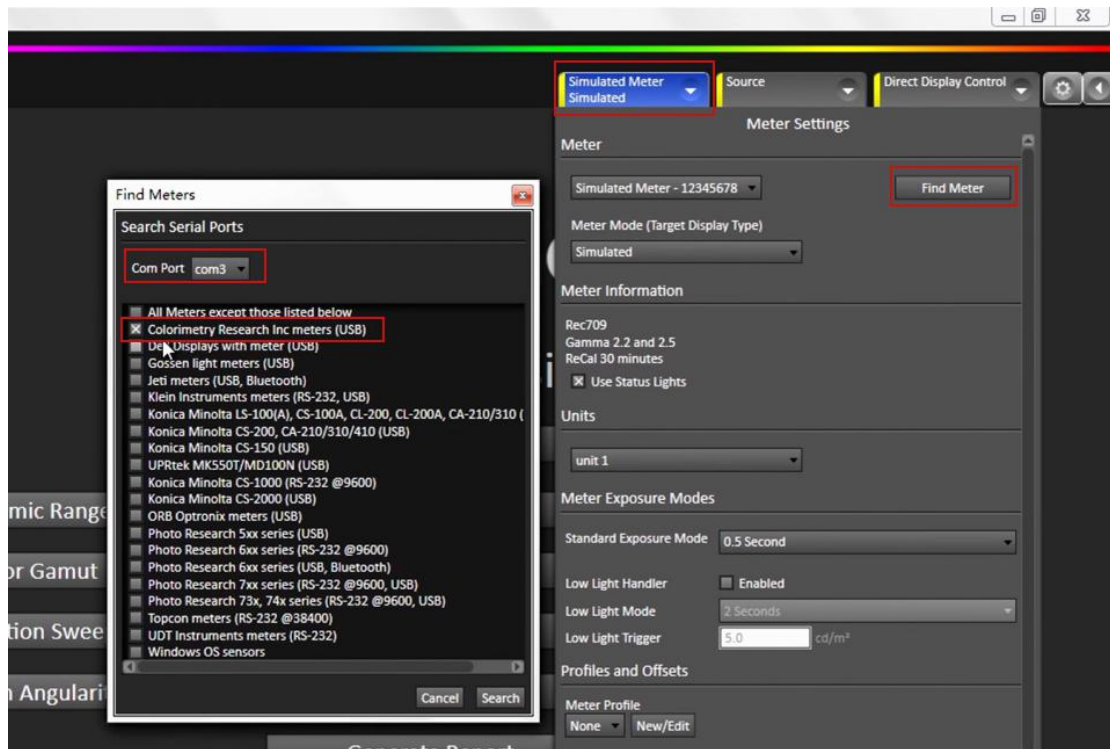 Simulated Meter
Simulated
Source
Direct Display Control
Meter Settings
Meter
Simulated Meter - 12345678
Find Meter
Meter Mode (Target Display Type)
Simulated
Meter Information
Rec709
Gamma 2.2 and 2.5
ReCal 30 minutes
Use Status Lights
Units
unit 1
Meter Exposure Modes
Standard Exposure Mode
0.5 Second
Low Light Handler
Enabled
Low Light Mode
2 Seconds
Low Light Trigger
5.0
cd/m²
Profiles and Offsets
Meter Profile
None
New/Edit
Find Meters
Search Serial Ports
Com Port
com3
All Meters except those listed below
Colorimetry Research Inc meters (USB)
Displays with meter (USB)
Gossen light meters (USB)
Jeti meters (USB, Bluetooth)
Klein Instruments meters (RS-232, USB)
Konica Minolta LS-100(A), CS-100A, CL-200, CL-200A, CA-210/310 (
Konica Minolta CS-200, CA-210/310/410 (USB)
Konica Minolta CS-150 (USB)
UPRtek MK550T/MD100N (USB)
Konica Minolta CS-1000 (RS-232 @9600)
Konica Minolta CS-2000 (USB)
ORB Optronix meters (USB)
Photo Research 5xx series (USB)
Photo Research 6xx series (RS-232 @9600)
Photo Research 6xx series (USB, Bluetooth)
Photo Research 7xx series (RS-232 @9600, USB)
Photo Research 73x, 74x series (RS-232 @9600, USB)
Topcon meters (RS-232 @38400)
UDT Instruments meters (RS-232)
Windows OS sensors
Cancel
Search
mic Range
or Gamut
tion Swee
n Angulari